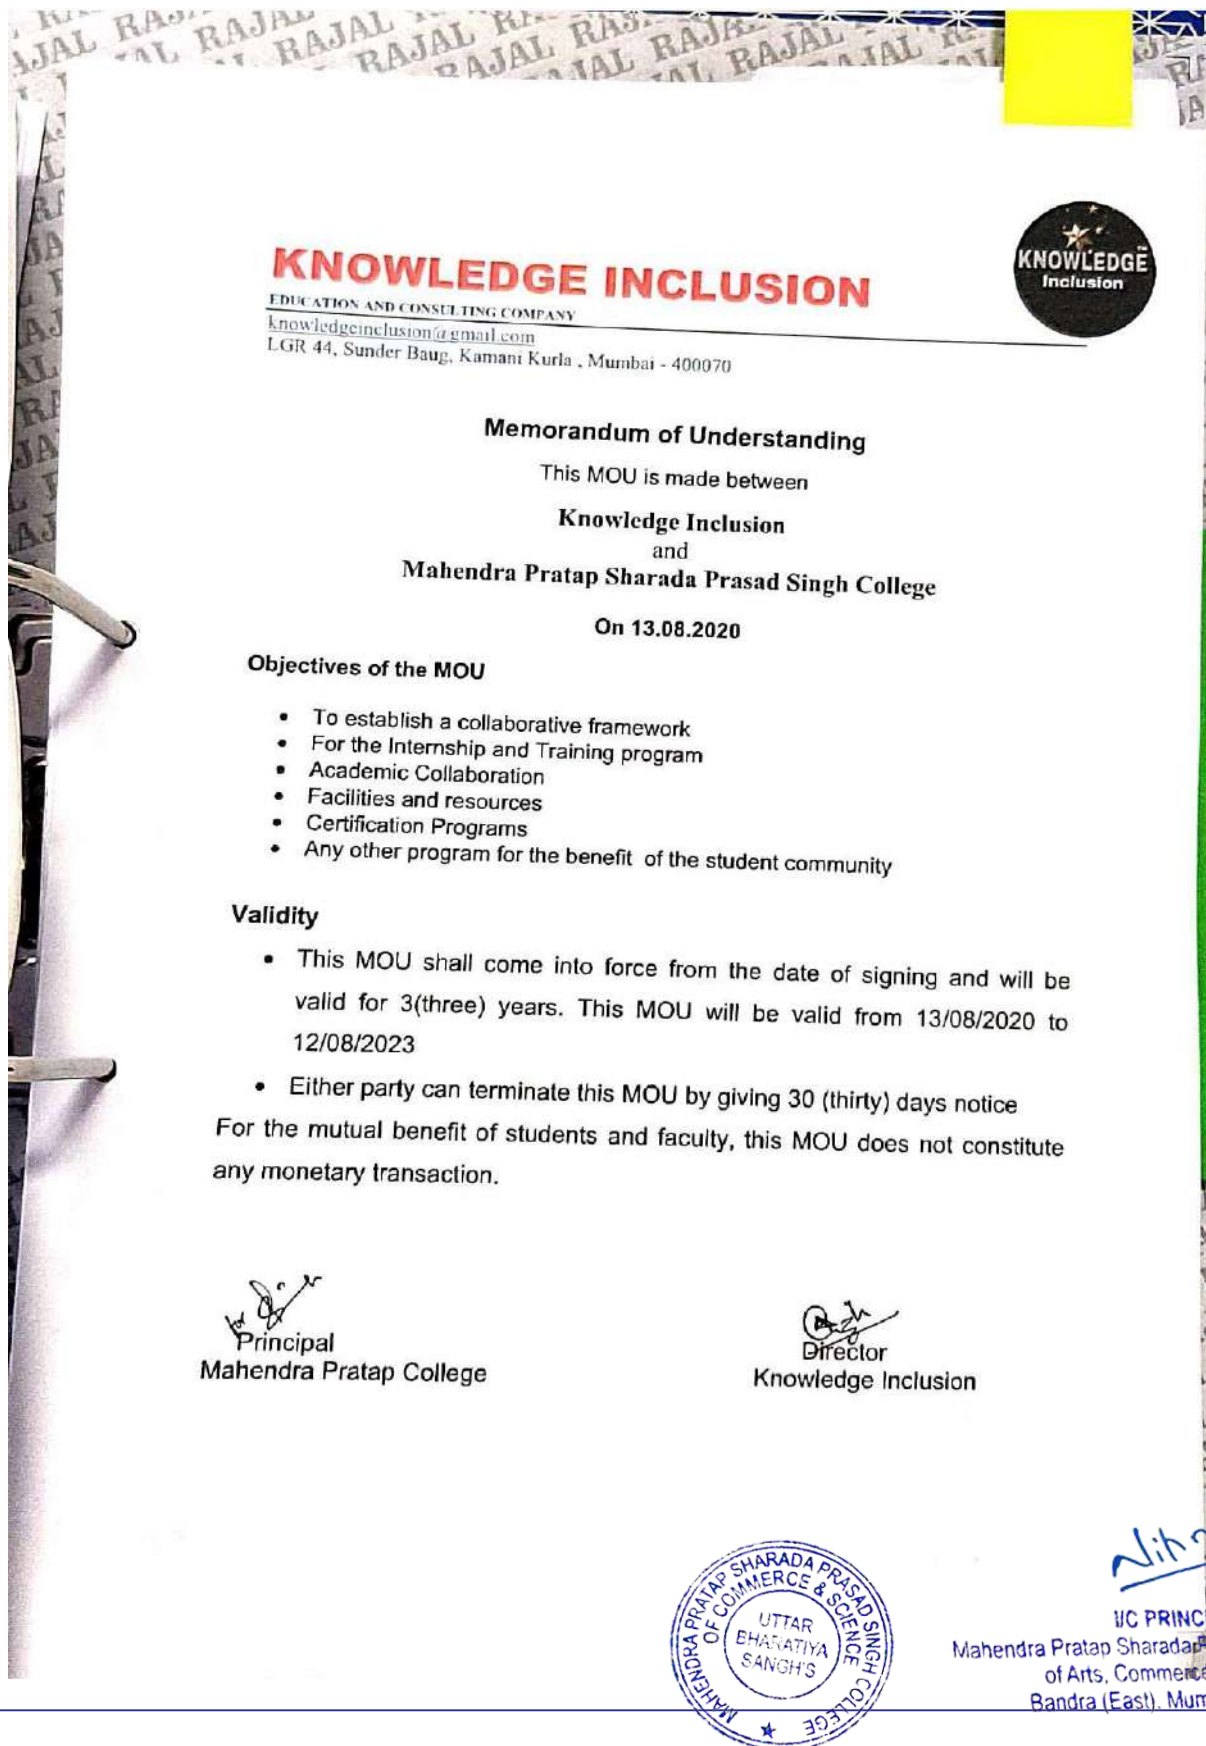 KNOWLEDGE INCLUSION
EDUCATION AND CONSULTING COMPANY
knowledgeinclusion@gmail.com
LGR 44, Sunder Baug, Kamani Kurla , Mumbai - 400070
KNOWLEDGE
Inclusion
Memorandum of Understanding
This MOU is made between
Knowledge Inclusion
and
Mahendra Pratap Sharada Prasad Singh College
On 13.08.2020
Objectives of the MOU
• To establish a collaborative framework
• For the Internship and Training program
• Academic Collaboration
• Facilities and resources
• Certification Programs
• Any other program for the benefit of the student community
Validity
• This MOU shall come into force from the date of signing and will be
valid for 3(three) years. This MOU will be valid from 13/08/2020 to
12/08/2023
• Either party can terminate this MOU by giving 30 (thirty) days notice
For the mutual benefit of students and faculty, this MOU does not constitute
any monetary transaction.
for
Principal
Mahendra Pratap College
Director
Knowledge Inclusion
MAHENDRA PRATAP SHARADA PRASAD SINGH COLLEGE
OF COMMERCE & SCIENCE
UTTAR
BHARATIYA
SANGH'S
I/C PRINC
Mahendra Pratap Sharada
of Arts, Commerce
Bandra (East), Mum